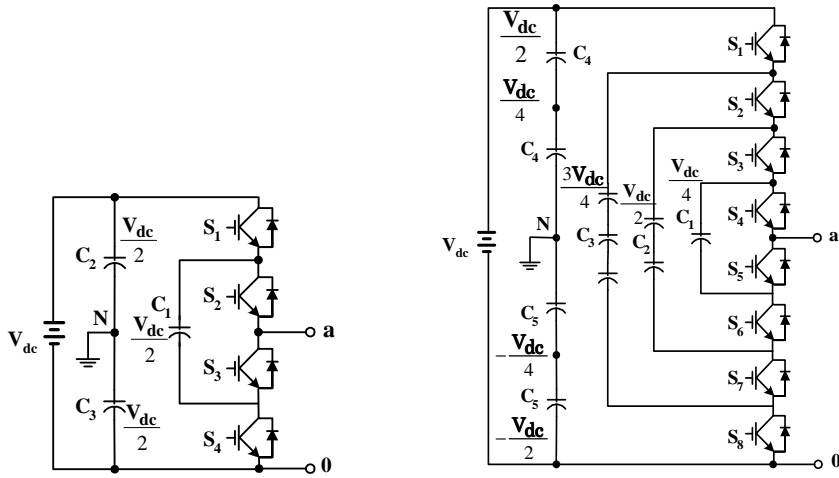 V_dc/2
C_2
N
V_dc
C_3
V_dc/2
C_1
V_dc/2
S_1
S_2
S_3
S_4
a
0
V_dc/2
C_4
V_dc/4
C_4
N
V_dc
C_5
-V_dc/4
C_5
-V_dc/2
3V_dc/4
C_3
V_dc/2
C_2
V_dc/4
C_1
S_1
S_2
S_3
S_4
S_5
S_6
S_7
S_8
a
0